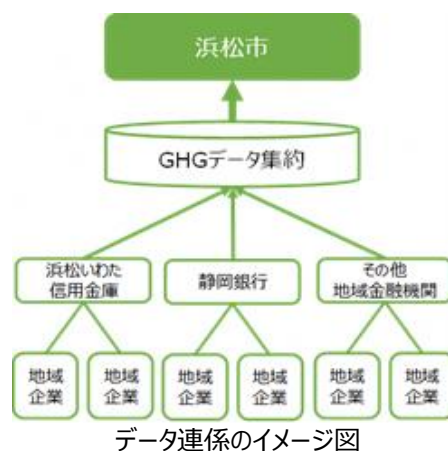 浜松市
GHGデータ集約
浜松いわた
信用金庫
静岡銀行
その他
地域金融機関
地域
企業
地域
企業
地域
企業
地域
企業
地域
企業
地域
企業
データ連係のイメージ図